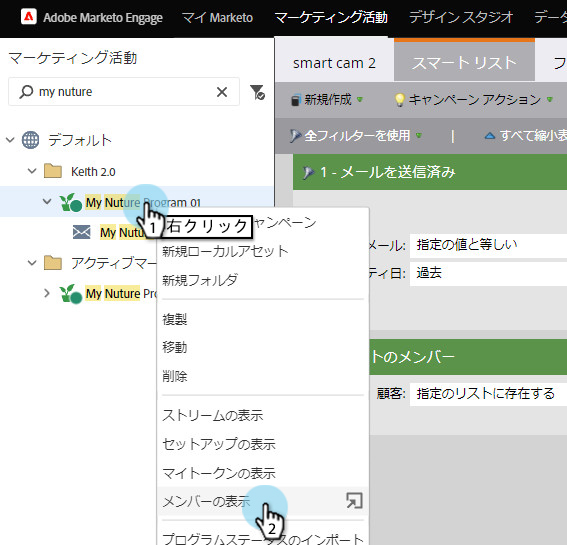 Adobe Marketo Engage マイ Marketo マーケティング活動 デザイン スタジオ
マーケティング活動
smart cam 2 スマート リスト
my nuture
新規作成 キャンペーン アクション
全フィルターを使用 | すべて縮小表
デフォルト
1 - メールを送信済み
Keith 2.0
My Nuture Program 01
1 右クリック
ャンペーン
My Nutu
メール: 指定の値と等しい
新規ローカルアセット
アクティブマー
ティ日: 過去
新規フォルダ
My Nuture Pro
複製
移動
トのメンバー
削除
顧客: 指定のリストに存在する
ストリームの表示
セットアップの表示
マイトークンの表示
メンバーの表示
2
プログラムステータスのインポート